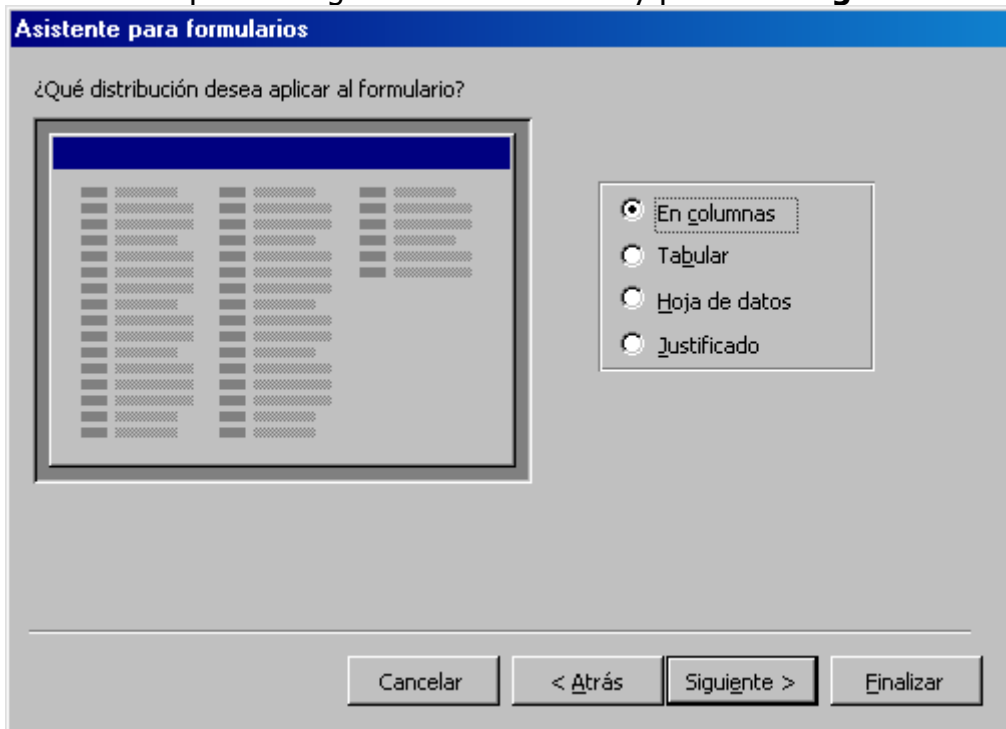 Asistente para formularios
¿Qué distribución desea aplicar al formulario?
En columnas
Tabular
Hoja de datos
Justificado
Cancelar
< Atrás
Siguiente >
Finalizar